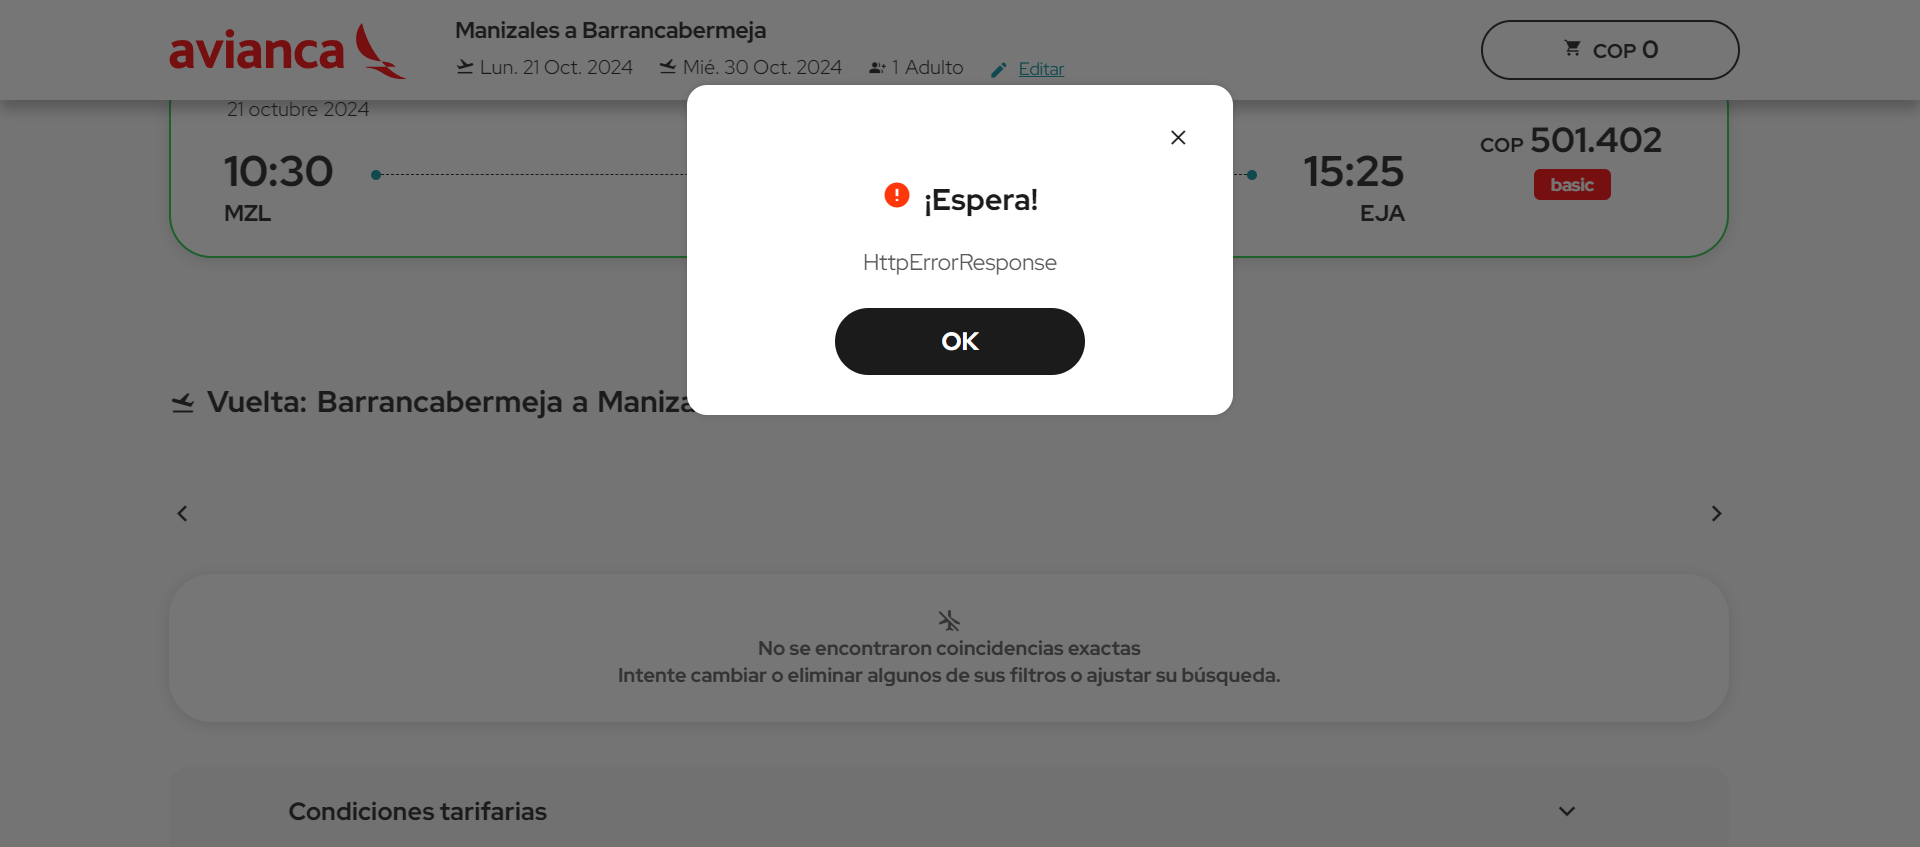 avianca
Manizales a Barrancabermeja
Lun. 21 Oct. 2024 Mié. 30 Oct. 2024 1 Adulto Editar
COP 0
21 octubre 2024
10:30
MZL
15:25
EJA
COP 501.402
basic
¡Espera!
HttpErrorResponse
OK
Vuelta: Barrancabermeja a Maniza
No se encontraron coincidencias exactas
Intente cambiar o eliminar algunos de sus filtros o ajustar su búsqueda.
Condiciones tarifarias